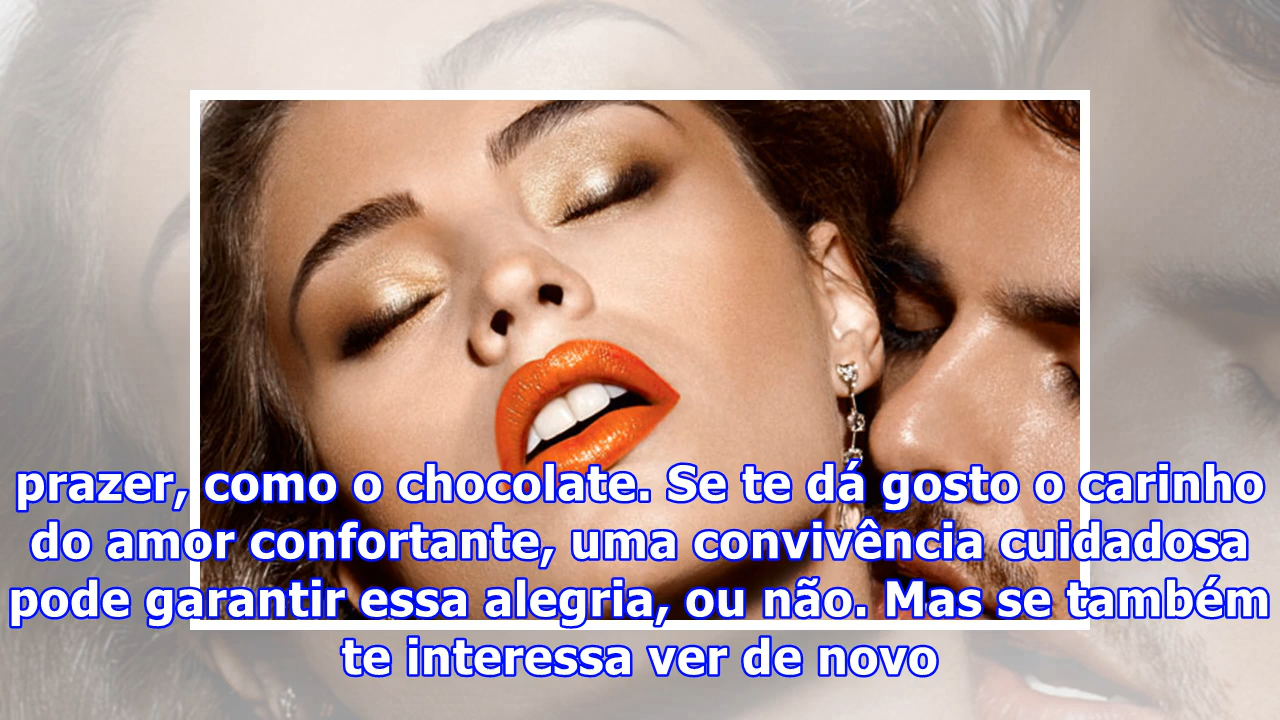 prazer, como o chocolate. Se te dá gosto o carinho
do amor confortante, uma convivência cuidadosa
pode garantir essa alegria, ou não. Mas se também
te interessa ver de novo